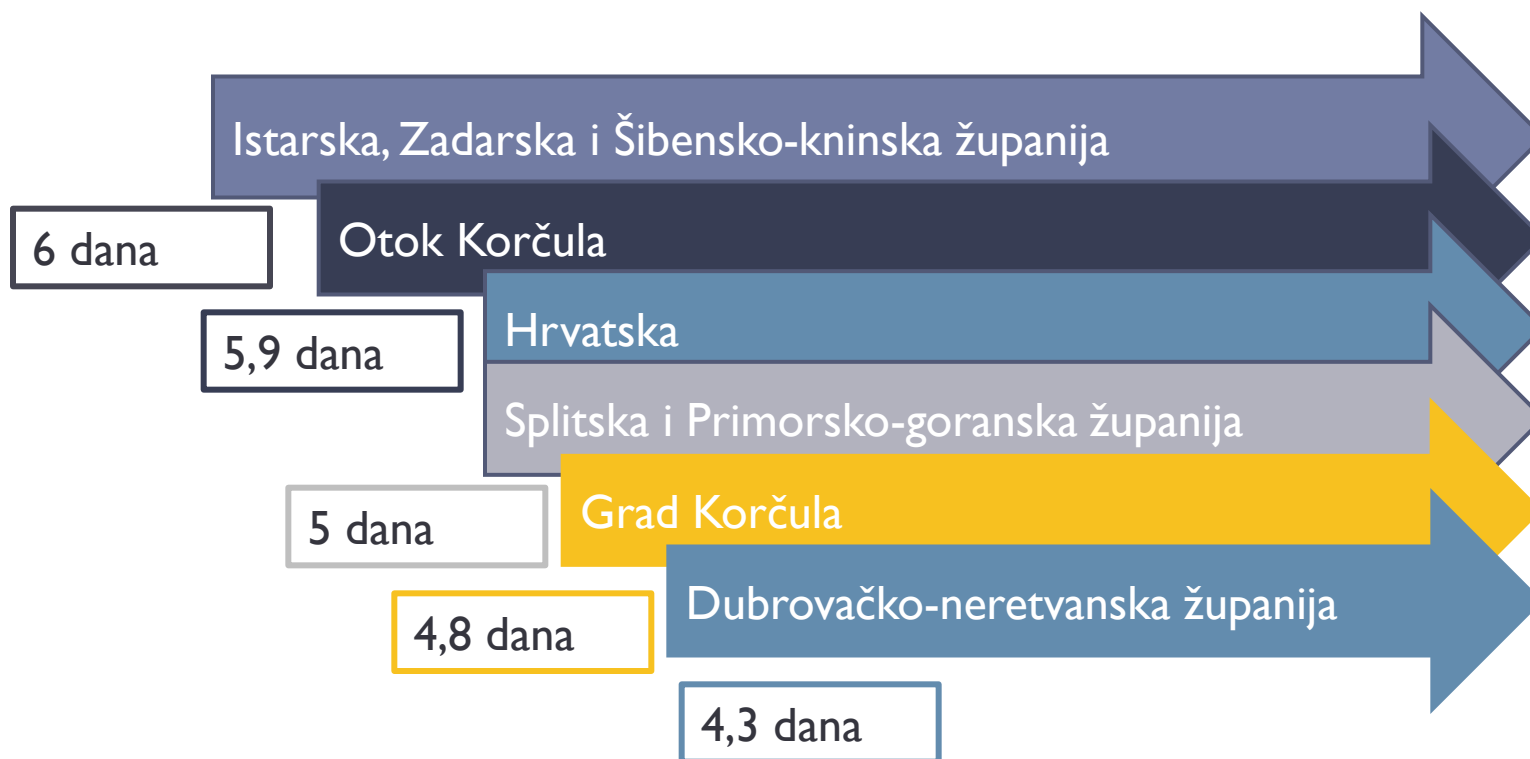 Istarska, Zadarska i Šibensko-kninska županija
6 dana
Otok Korčula
5,9 dana
Hrvatska
Splitska i Primorsko-goranska županija
5 dana
Grad Korčula
4,8 dana
Dubrovačko-neretvanska županija
4,3 dana